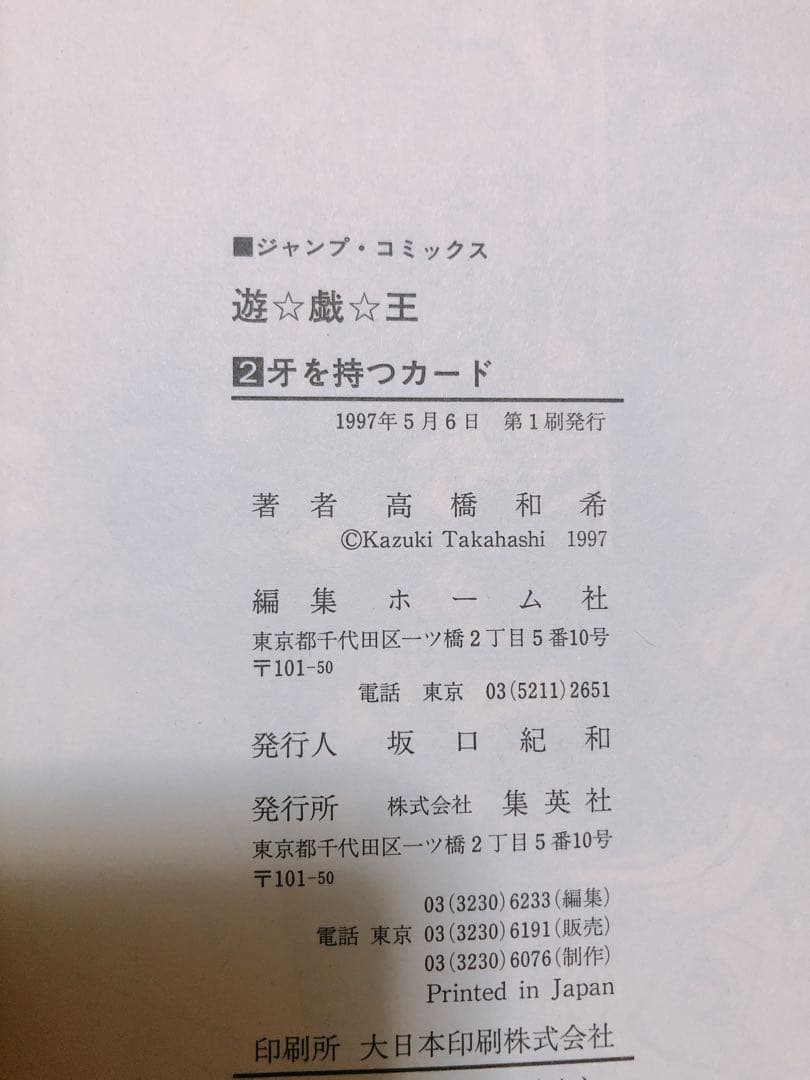 ■ジャンプ・コミックス
遊☆戯☆王
2牙を持つカード
1997年5月6日 第1刷発行
著者 高橋和希
©Kazuki Takahashi 1997
編集 ホーム社
東京都千代田区一ツ橋2丁目5番10号
〒101-50
電話 東京 03(5211)2651
発行人 坂口紀和
発行所 株式会社 集英社
東京都千代田区一ツ橋2丁目5番10号
〒101-50
03(3230)6233(編集)
電話 東京 03(3230)6191(販売)
03(3230)6076(制作)
Printed in Japan
印刷所 大日本印刷株式会社